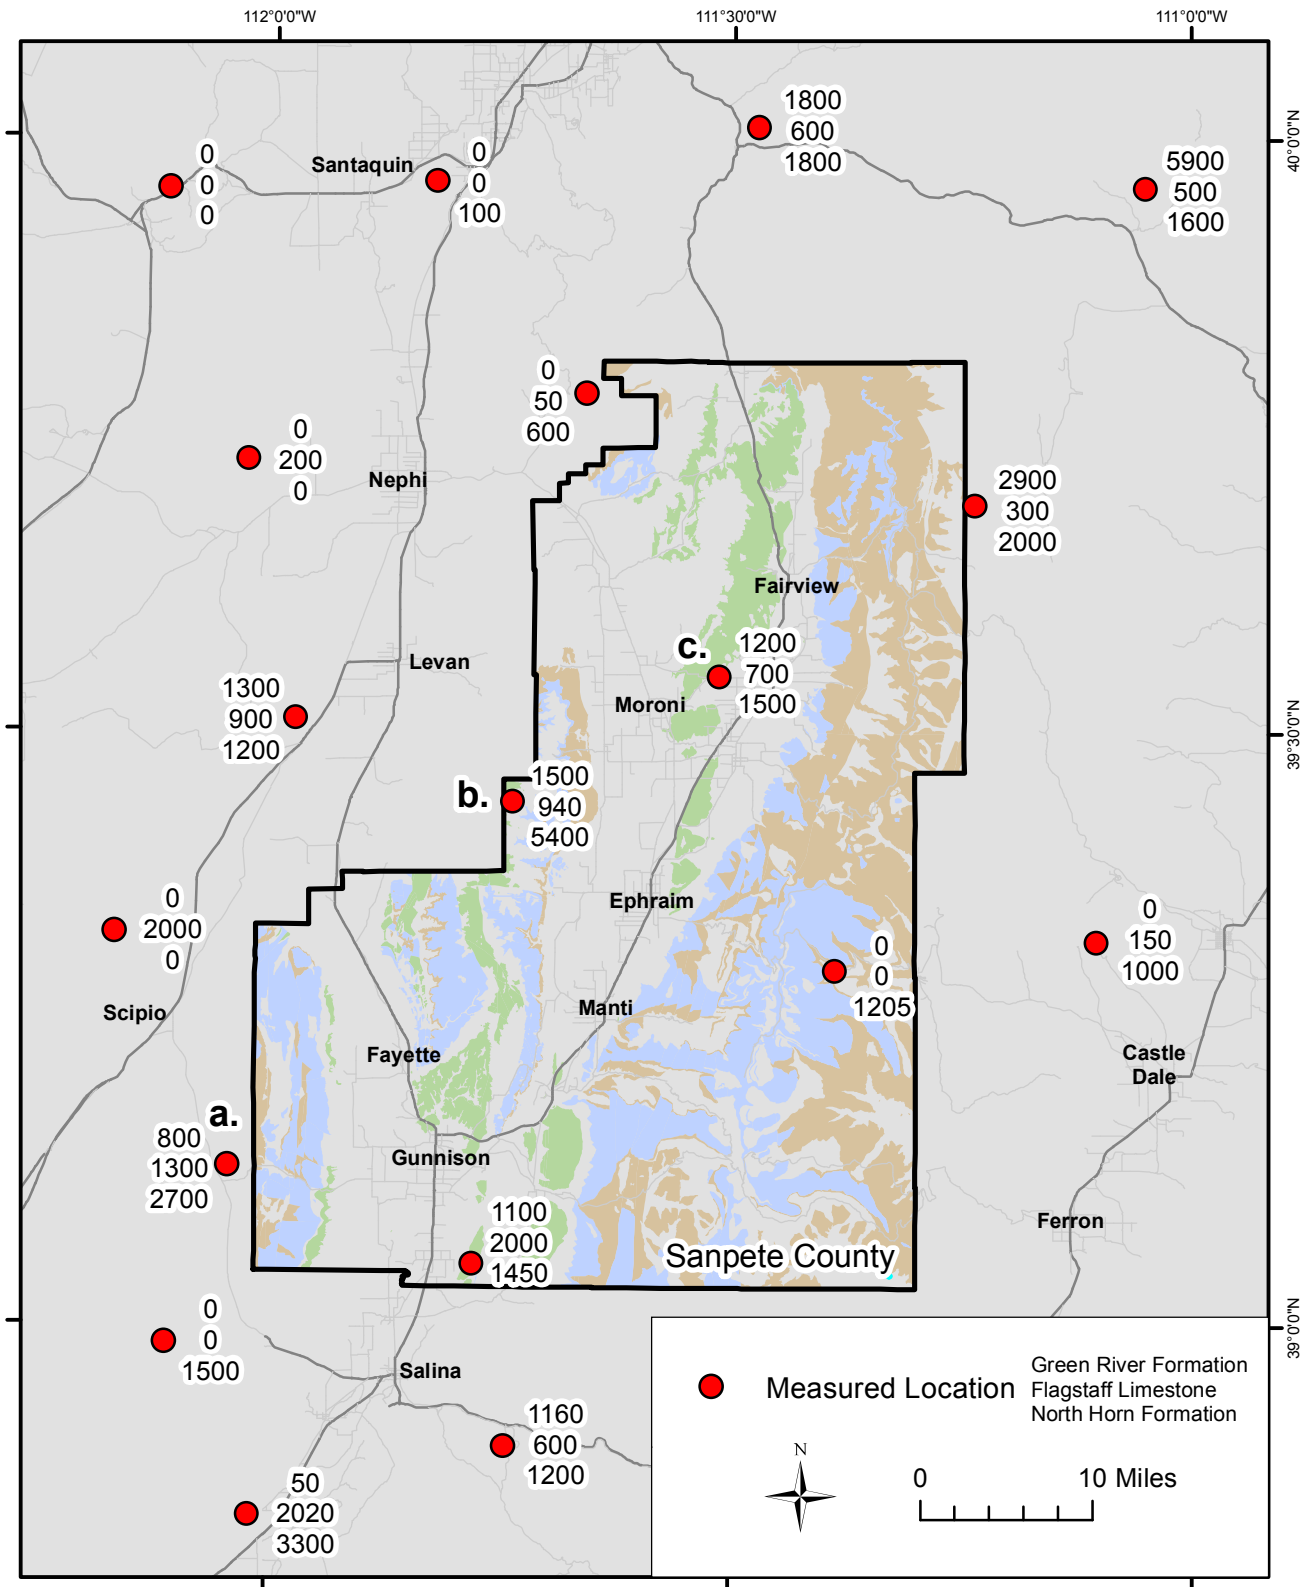 112°0'0"W
111°30'0"W
111°0'0"W
1800
600
1800
40°0'0"N
0
0
0
Santaquin
0
0
100
5900
500
1600
0
50
600
0
200
0
Nephi
2900
300
2000
Fairview
c.
1200
700
1500
Levan
Moroni
1300
900
1200
39°30'0"N
b.
1500
940
5400
Ephraim
0
2000
0
0
150
1000
0
0
1205
Scipio
Manti
Fayette
Castle
Dale
a.
800
1300
2700
Gunnison
1100
2000
1450
Ferron
Sanpete County
0
0
1500
39°0'0"N
Salina
1160
600
1200
50
2020
3300
Measured Location
Green River Formation
Flagstaff Limestone
North Horn Formation
N
0
10 Miles